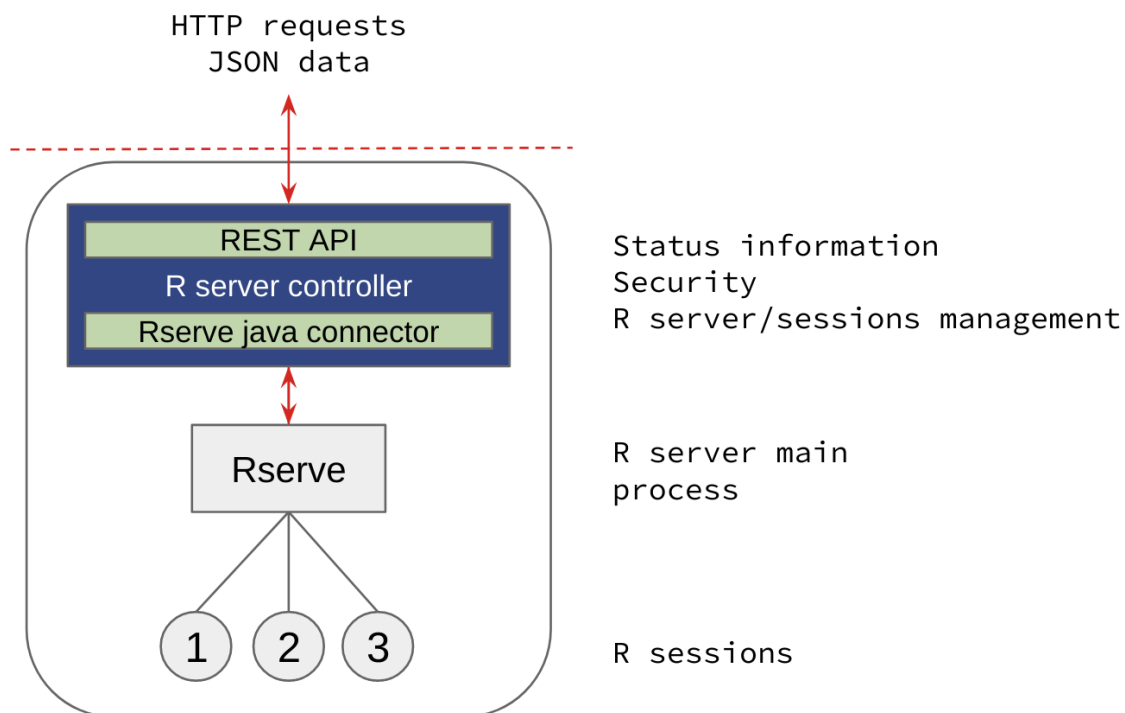 HTTP requests
JSON data
REST API
R server controller
Rserve java connector
Status information
Security
R server/sessions management
Rserve
R server main
process
1 2 3
R sessions